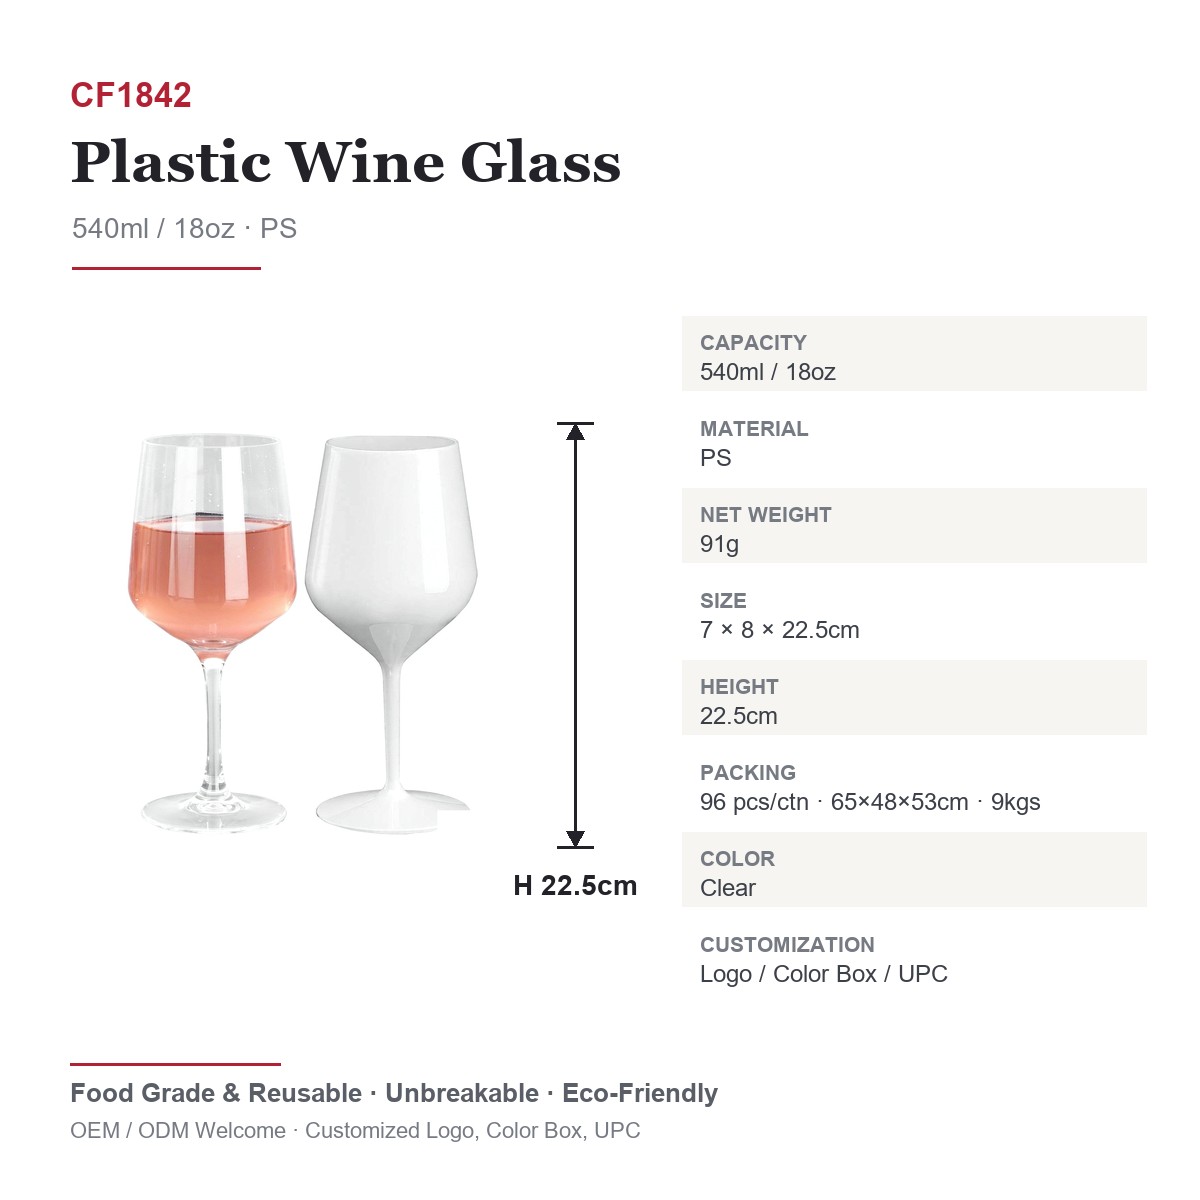 CF1842
Plastic Wine Glass
540ml / 18oz · PS
CAPACITY
540ml / 18oz
MATERIAL
PS
NET WEIGHT
91g
SIZE
7 × 8 × 22.5cm
HEIGHT
22.5cm
PACKING
96 pcs/ctn · 65×48×53cm · 9kgs
COLOR
Clear
CUSTOMIZATION
Logo / Color Box / UPC
H 22.5cm
Food Grade & Reusable · Unbreakable · Eco-Friendly
OEM / ODM Welcome · Customized Logo, Color Box, UPC